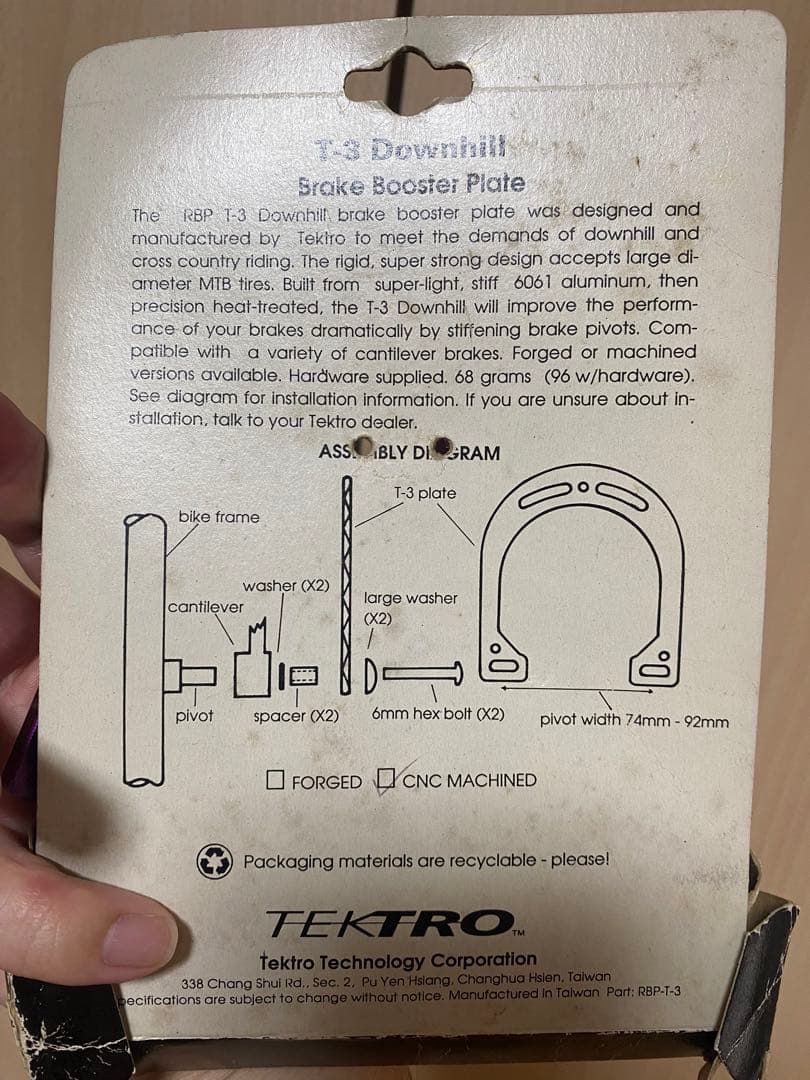 T-3 Downhill
Brake Booster Plate
The RBP T-3 Downhill brake booster plate was designed and
manufactured by Tektro to meet the demands of downhill and
cross country riding. The rigid, super strong design accepts large di-
ameter MTB tires. Built from super-light, stiff 6061 aluminum, then
precision heat-treated, the T-3 Downhill will improve the perform-
ance of your brakes dramatically by stiffening brake pivots. Com-
patible with a variety of cantilever brakes. Forged or machined
versions available. Hardware supplied. 68 grams (96 w/hardware).
See diagram for installation information. If you are unsure about in-
stallation, talk to your Tektro dealer.
ASSEMBLY DIAGRAM
T-3 plate
bike frame
washer (X2)
cantilever
large washer
(X2)
pivot
spacer (X2)
6mm hex bolt (X2)
pivot width 74mm - 92mm
FORGED CNC MACHINED
Packaging materials are recyclable - please!
TEKTRO™
Tektro Technology Corporation
338 Chang Shui Rd., Sec. 2, Pu Yen Hsiang, Changhua Hsien, Taiwan
pecifications are subject to change without notice. Manufactured in Taiwan Part: RBP-T-3